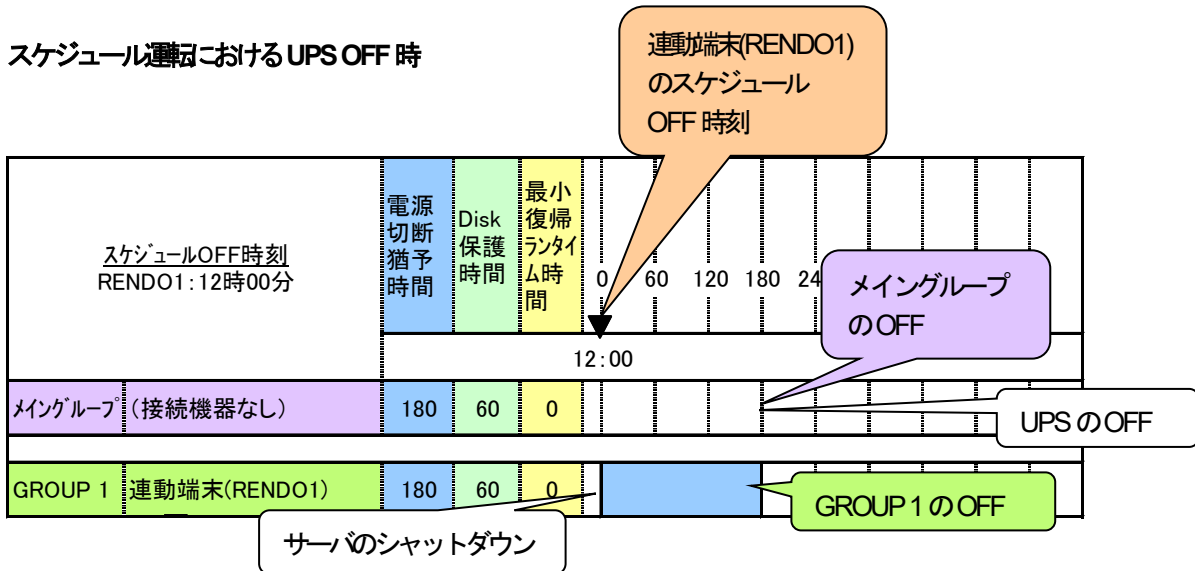 スケジュール運転における UPS OFF 時
連動端末(RENDO1)
のスケジュール
OFF 時刻
スケジュールOFF時刻
RENDO1:12時00分
電源
切断
猶予
時間
Disk
保護
時間
最小
復帰
ランタイ
ム時
間
0 60 120 180 24
12:00
メイングループ
のOFF
メイングループ (接続機器なし) 180 60 0
UPS のOFF
GROUP 1 連動端末(RENDO1) 180 60 0
GROUP 1 のOFF
サーバのシャットダウン